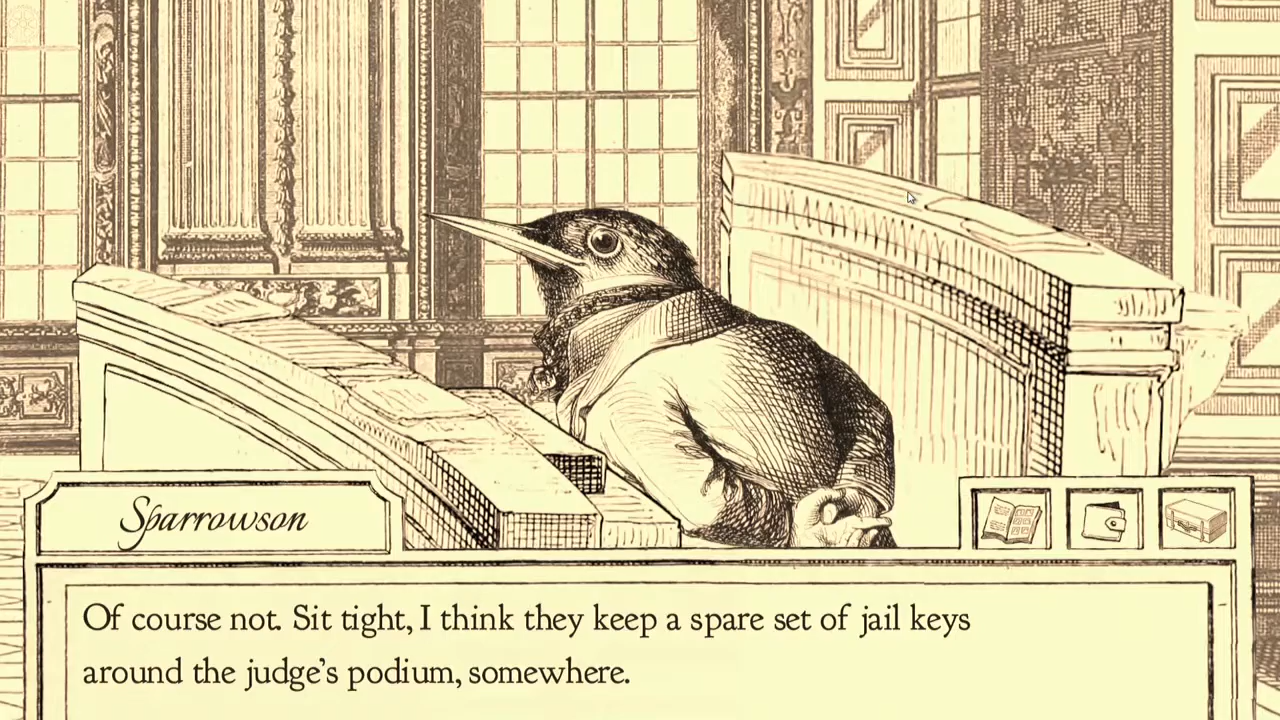 Sparrowson
Of course not. Sit tight, I think they keep a spare set of jail keys
around the judge's podium, somewhere.